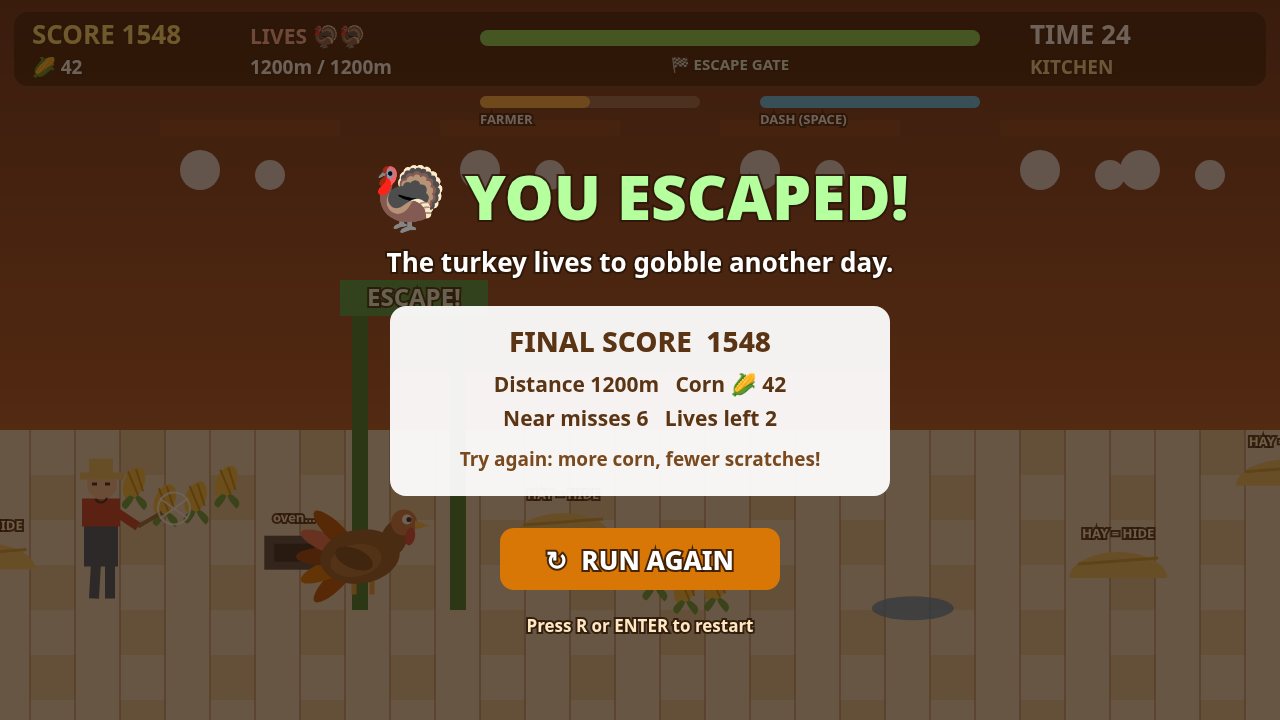 SCORE 1548
LIVES
TIME 24
42
1200m / 1200m
ESCAPE GATE
KITCHEN
FARMER
DASH (SPACE)
YOU ESCAPED!
The turkey lives to gobble another day.
ESCAPE!
FINAL SCORE 1548
Distance 1200m Corn 42
Near misses 6 Lives left 2
Try again: more corn, fewer scratches!
HAY
HAY – HIDE
IDE
oven...
HAY – HIDE
↻ RUN AGAIN
Press R or ENTER to restart